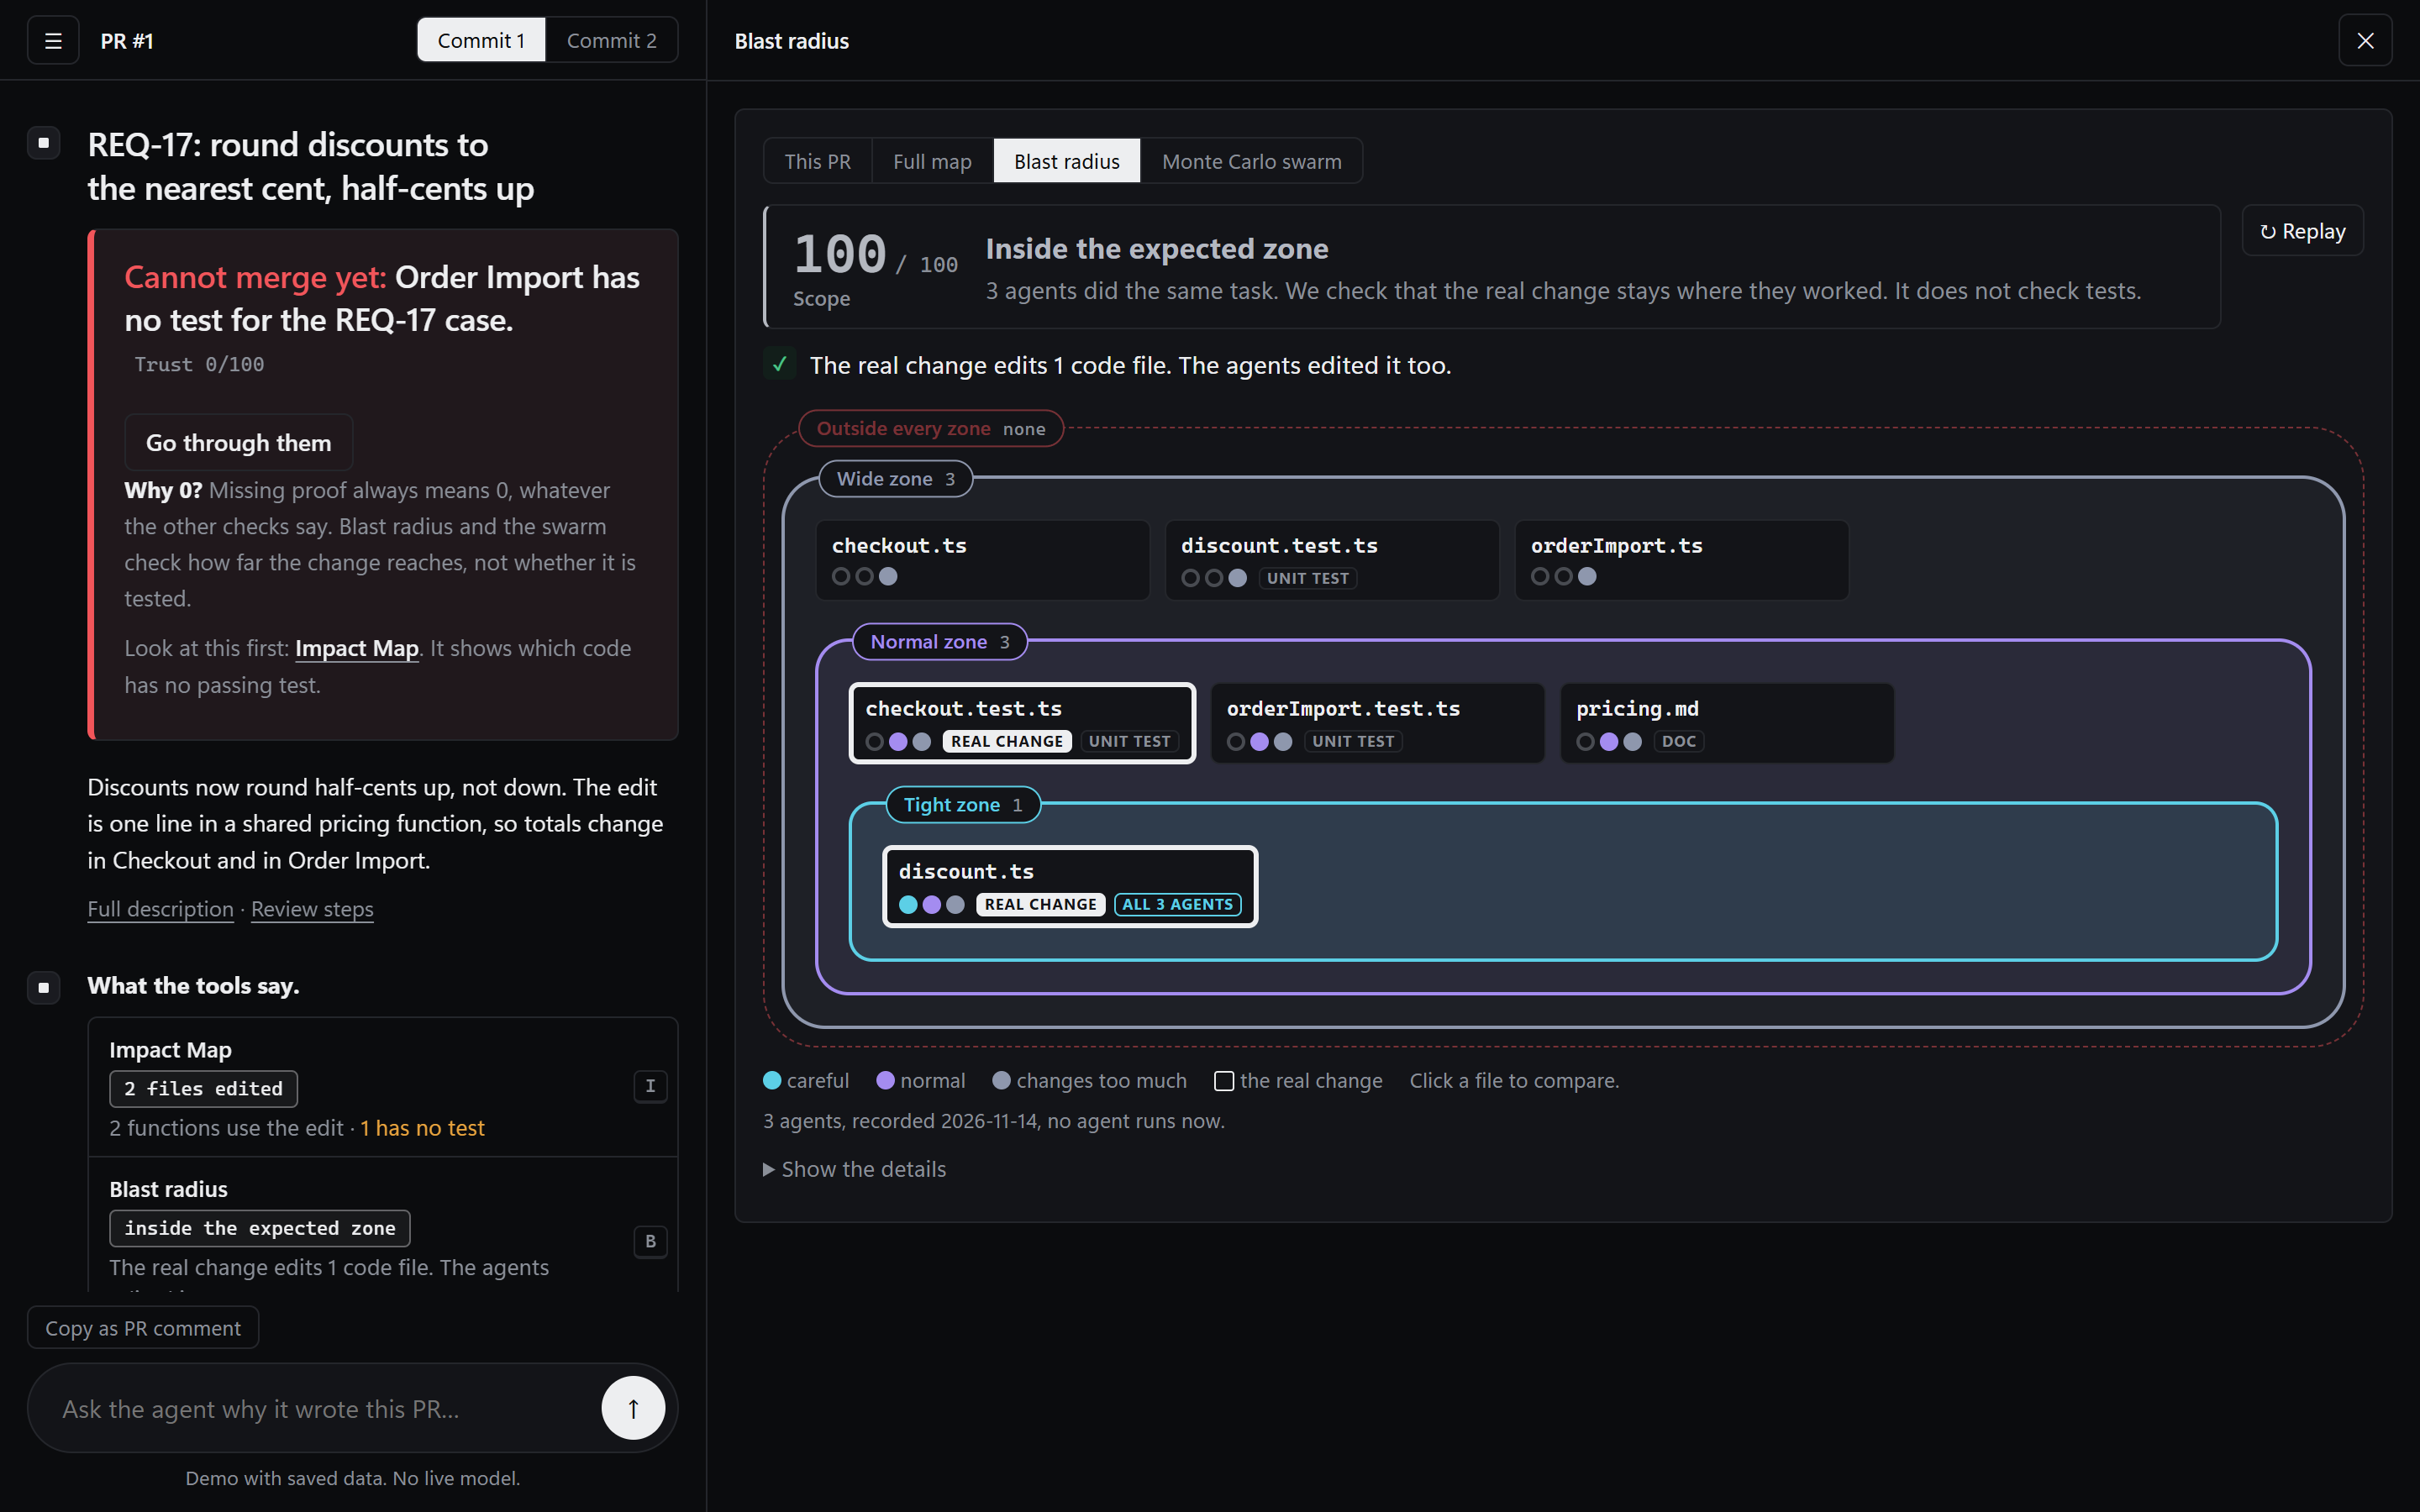 ☰ PR #1 Commit 1 Commit 2
REQ-17: round discounts to
the nearest cent, half-cents up
Cannot merge yet: Order Import has
no test for the REQ-17 case.
Trust 0/100
Go through them
Why 0? Missing proof always means 0, whatever
the other checks say. Blast radius and the swarm
check how far the change reaches, not whether it is
tested.
Look at this first: Impact Map. It shows which code
has no passing test.
Discounts now round half-cents up, not down. The edit
is one line in a shared pricing function, so totals change
in Checkout and in Order Import.
Full description · Review steps
What the tools say.
Impact Map
2 files edited
I
2 functions use the edit · 1 has no test
Blast radius
inside the expected zone
B
The real change edits 1 code file. The agents
Copy as PR comment
Ask the agent why it wrote this PR...
↑
Demo with saved data. No live model.
Blast radius
This PR Full map Blast radius Monte Carlo swarm
100 / 100
Scope
Inside the expected zone
3 agents did the same task. We check that the real change stays where they worked. It does not check tests.
↻ Replay
✓ The real change edits 1 code file. The agents edited it too.
Outside every zone none
Wide zone 3
checkout.ts
discount.test.ts
UNIT TEST
orderImport.ts
Normal zone 3
checkout.test.ts
REAL CHANGE UNIT TEST
orderImport.test.ts
UNIT TEST
pricing.md
DOC
Tight zone 1
discount.ts
REAL CHANGE ALL 3 AGENTS
careful normal changes too much the real change Click a file to compare.
3 agents, recorded 2026-11-14, no agent runs now.
▶ Show the details